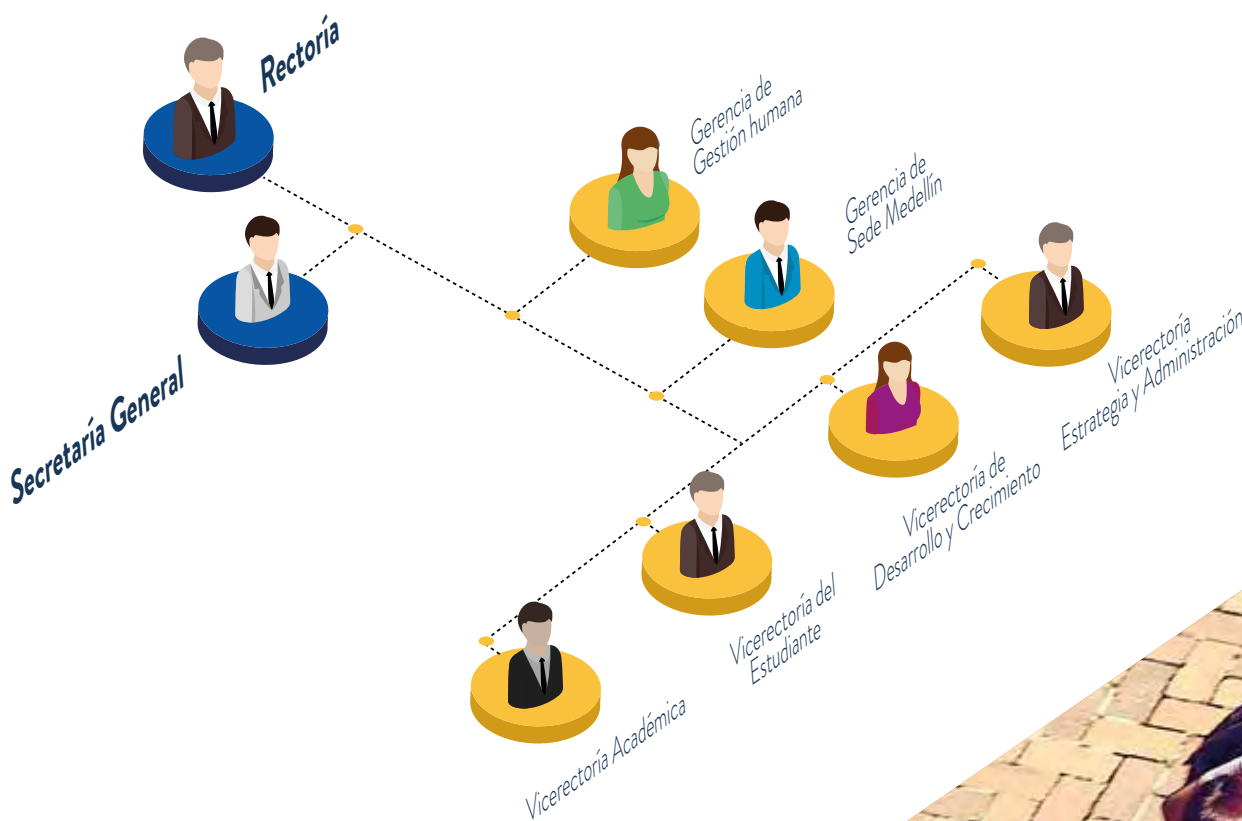 Rectoría
Secretaría General
Gerencia de
Gestión humana
Gerencia de
Sede Medellín
Vicerectoría
Estrategia y Administración
Vicerectoría de
Desarrollo y Crecimiento
Vicerectoría del
Estudiante
Vicerectoría Académica